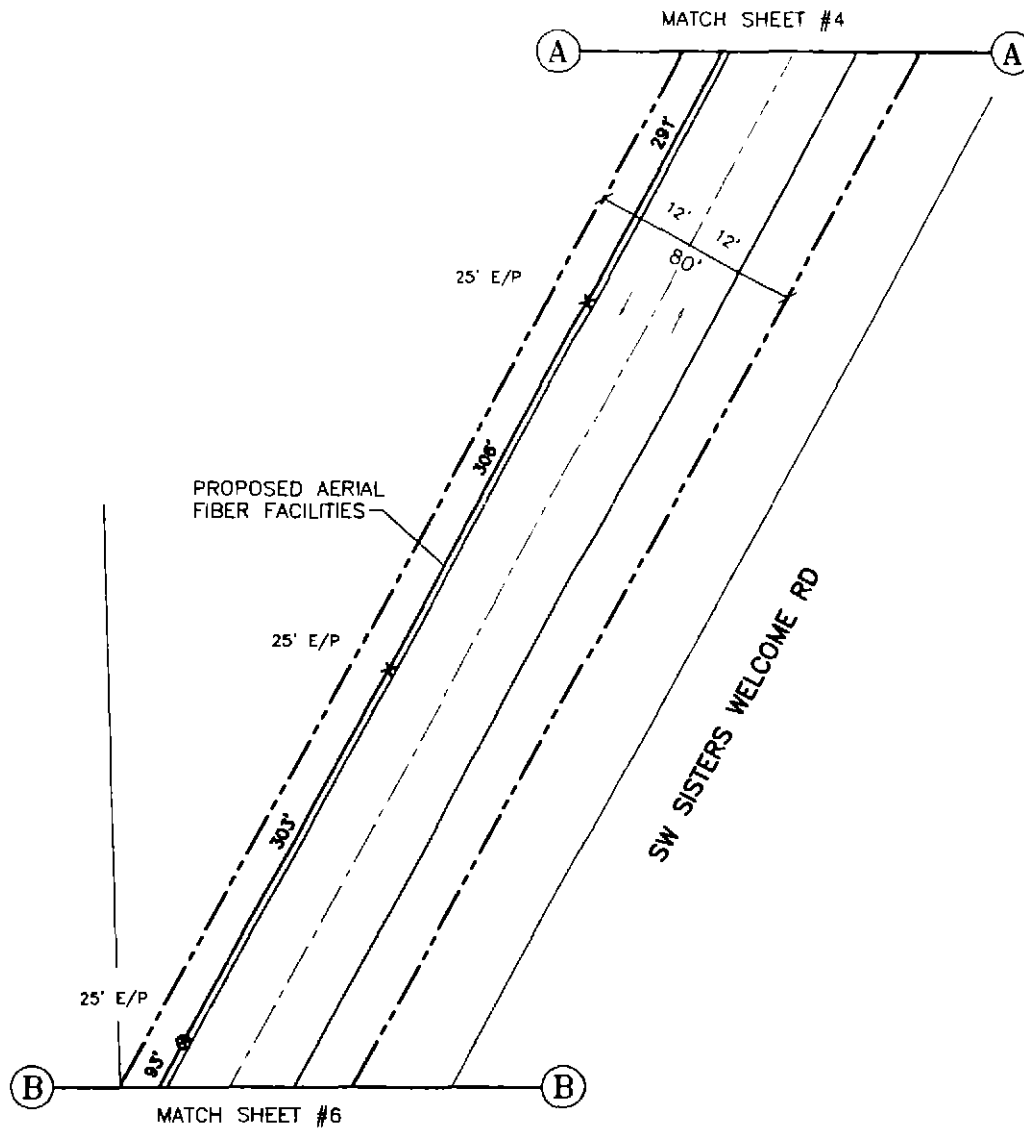 MATCH SHEET #4
A
A
291'
12'
12'
80'
25' E/P
306'
PROPOSED AERIAL
FIBER FACILITIES
25' E/P
SW SISTERS WELCOME RD
303'
25' E/P
93'
B
B
MATCH SHEET #6